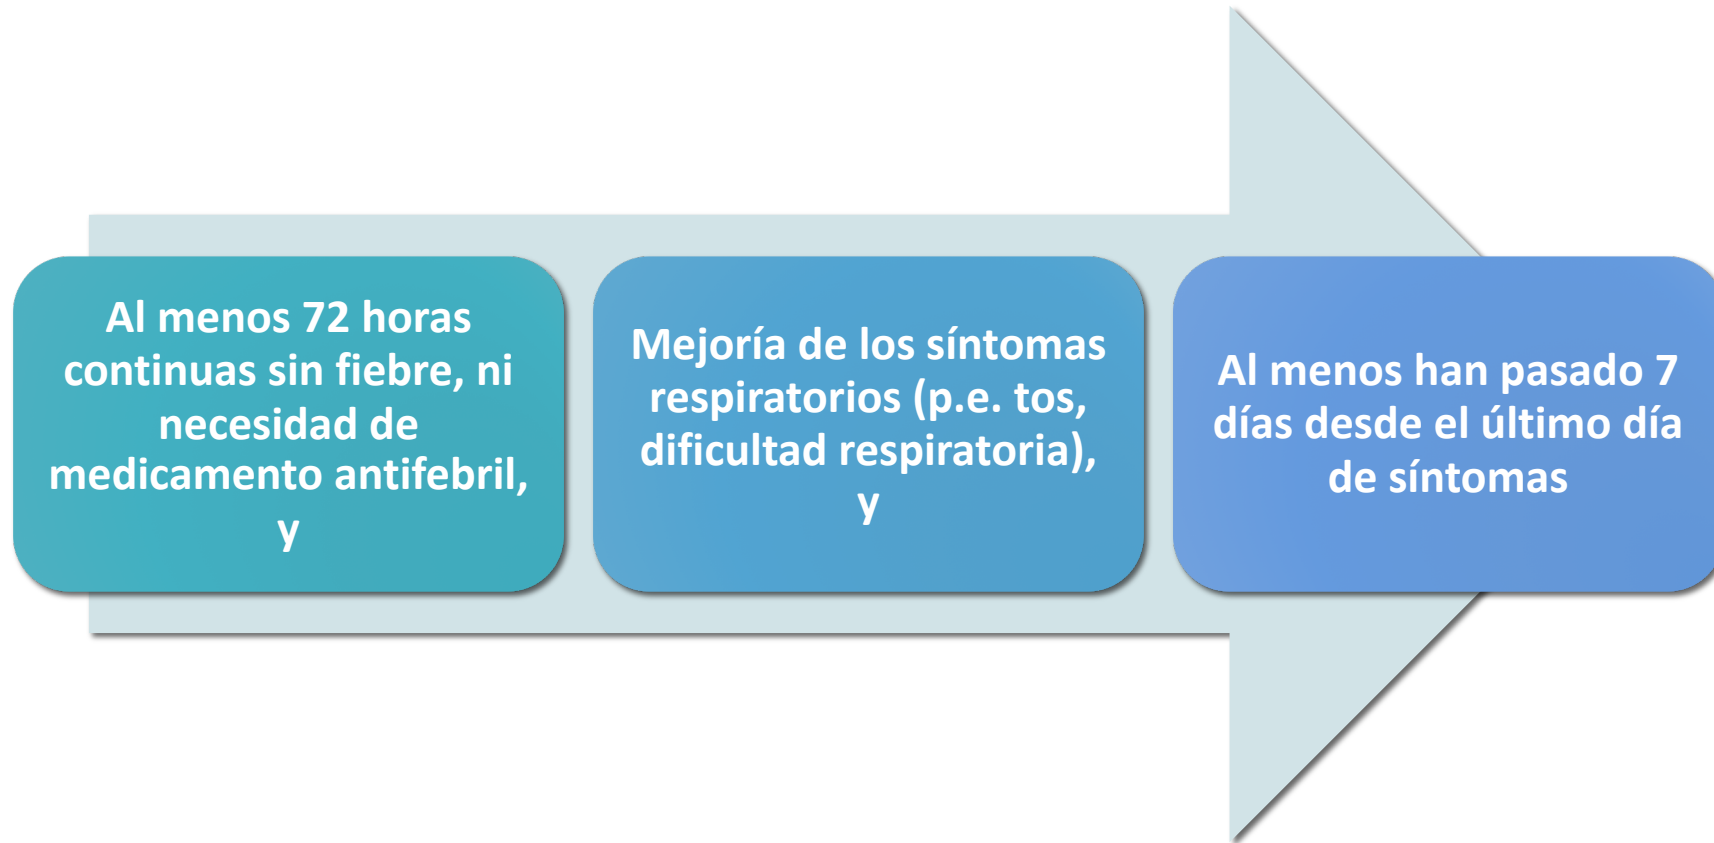 Al menos 72 horas
continuas sin fiebre, ni
necesidad de
medicamento antifebril,
y
Mejoría de los síntomas
respiratorios (p.e. tos,
dificultad respiratoria),
y
Al menos han pasado 7
días desde el último día
de síntomas